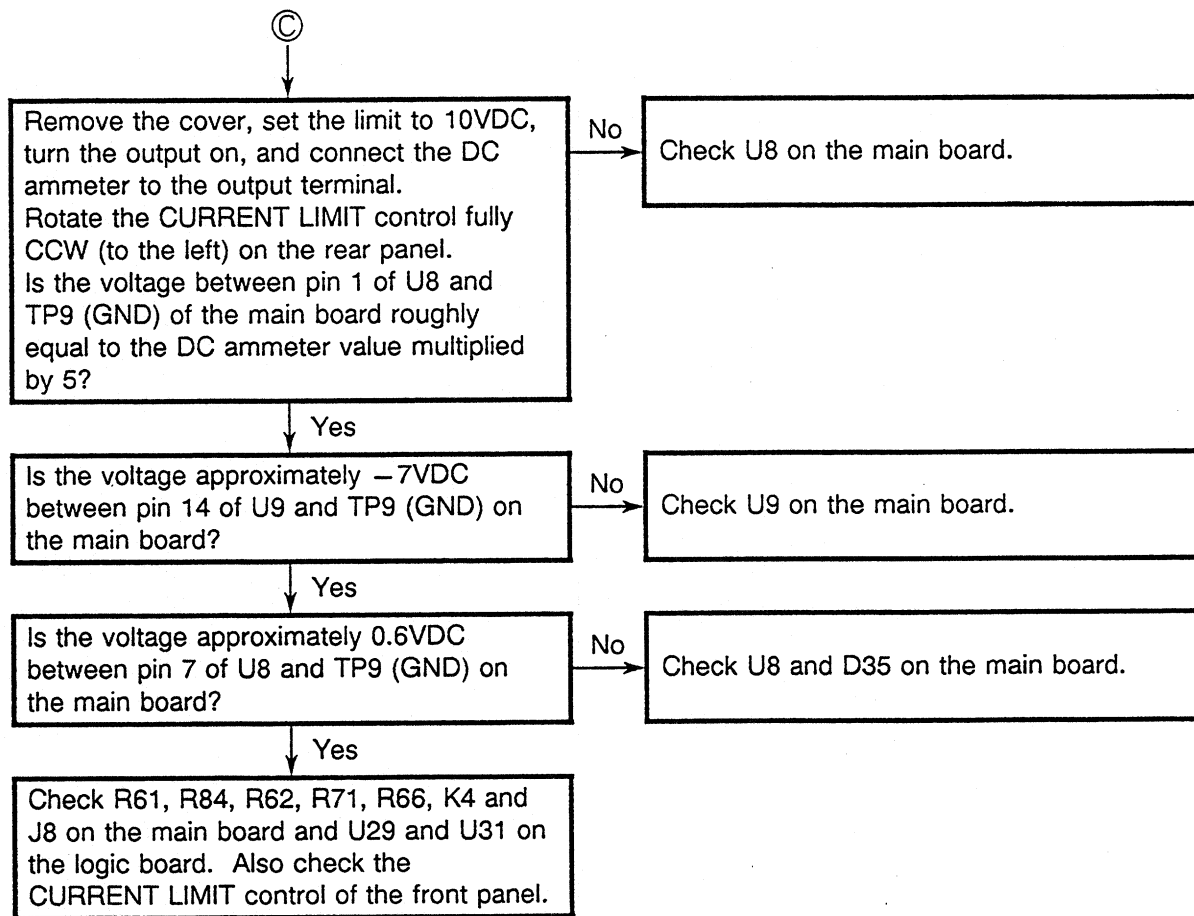 ©
Remove the cover, set the limit to 10VDC,
turn the output on, and connect the DC
ammeter to the output terminal.
Rotate the CURRENT LIMIT control fully
CCW (to the left) on the rear panel.
Is the voltage between pin 1 of U8 and
TP9 (GND) of the main board roughly
equal to the DC ammeter value multiplied
by 5?
No
Check U8 on the main board.
Yes
Is the voltage approximately −7VDC
between pin 14 of U9 and TP9 (GND) on
the main board?
No
Check U9 on the main board.
Yes
Is the voltage approximately 0.6VDC
between pin 7 of U8 and TP9 (GND) on
the main board?
No
Check U8 and D35 on the main board.
Yes
Check R61, R84, R62, R71, R66, K4 and
J8 on the main board and U29 and U31 on
the logic board. Also check the
CURRENT LIMIT control of the front panel.